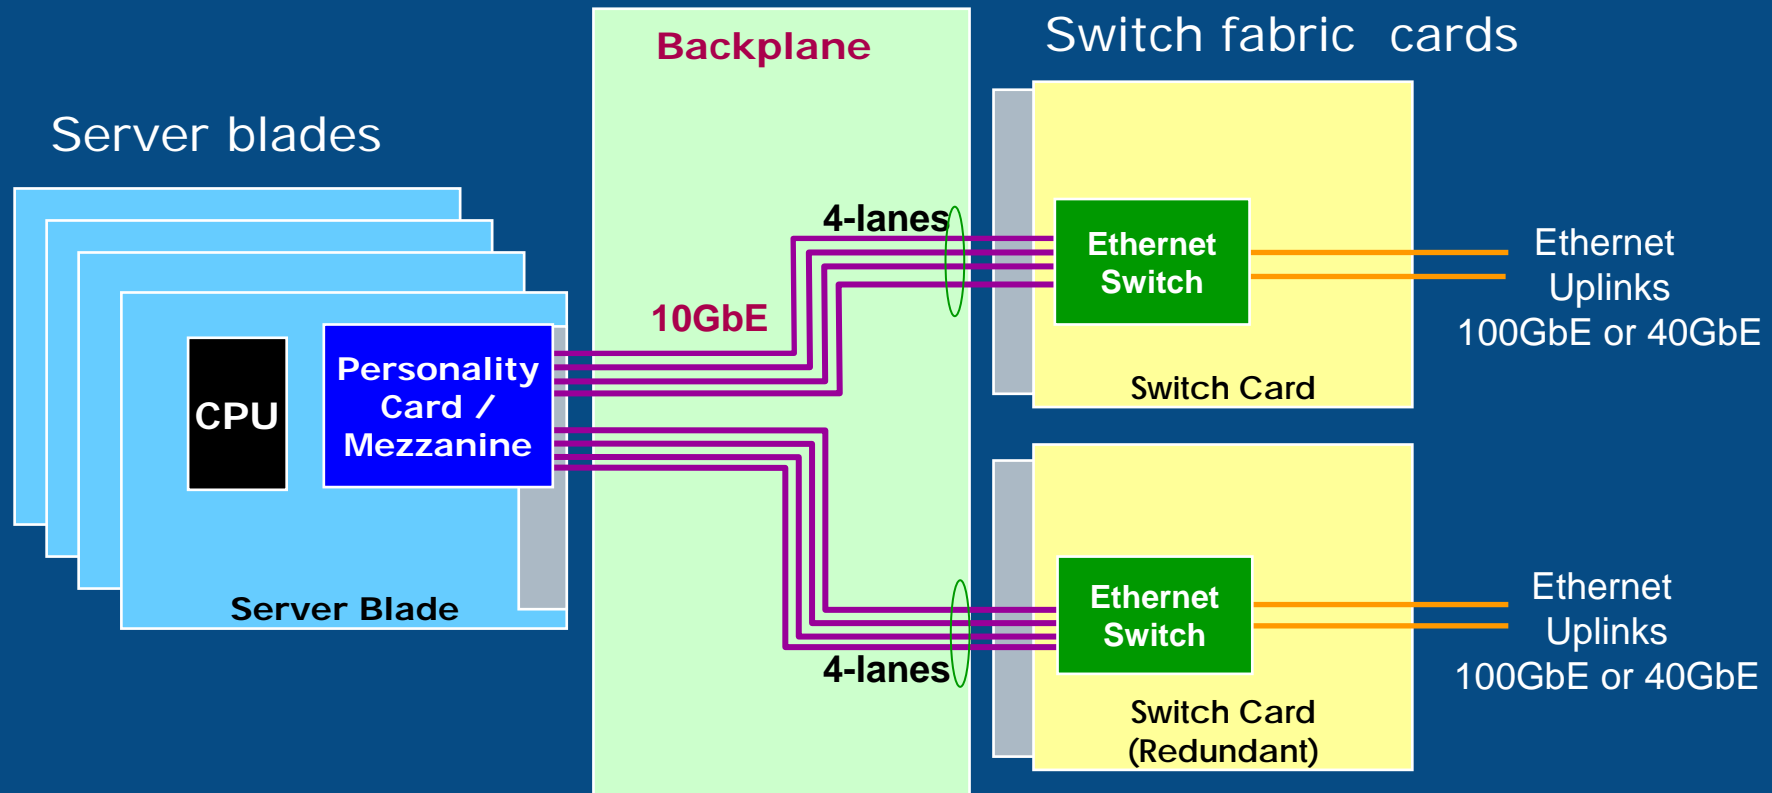 Backplane
Switch fabric cards
Server blades
4-lanes
10GbE
Ethernet
Switch
Ethernet
Uplinks
100GbE or 40GbE
Switch Card
CPU
Personality
Card /
Mezzanine
Server Blade
4-lanes
Ethernet
Switch
Ethernet
Uplinks
100GbE or 40GbE
Switch Card
(Redundant)